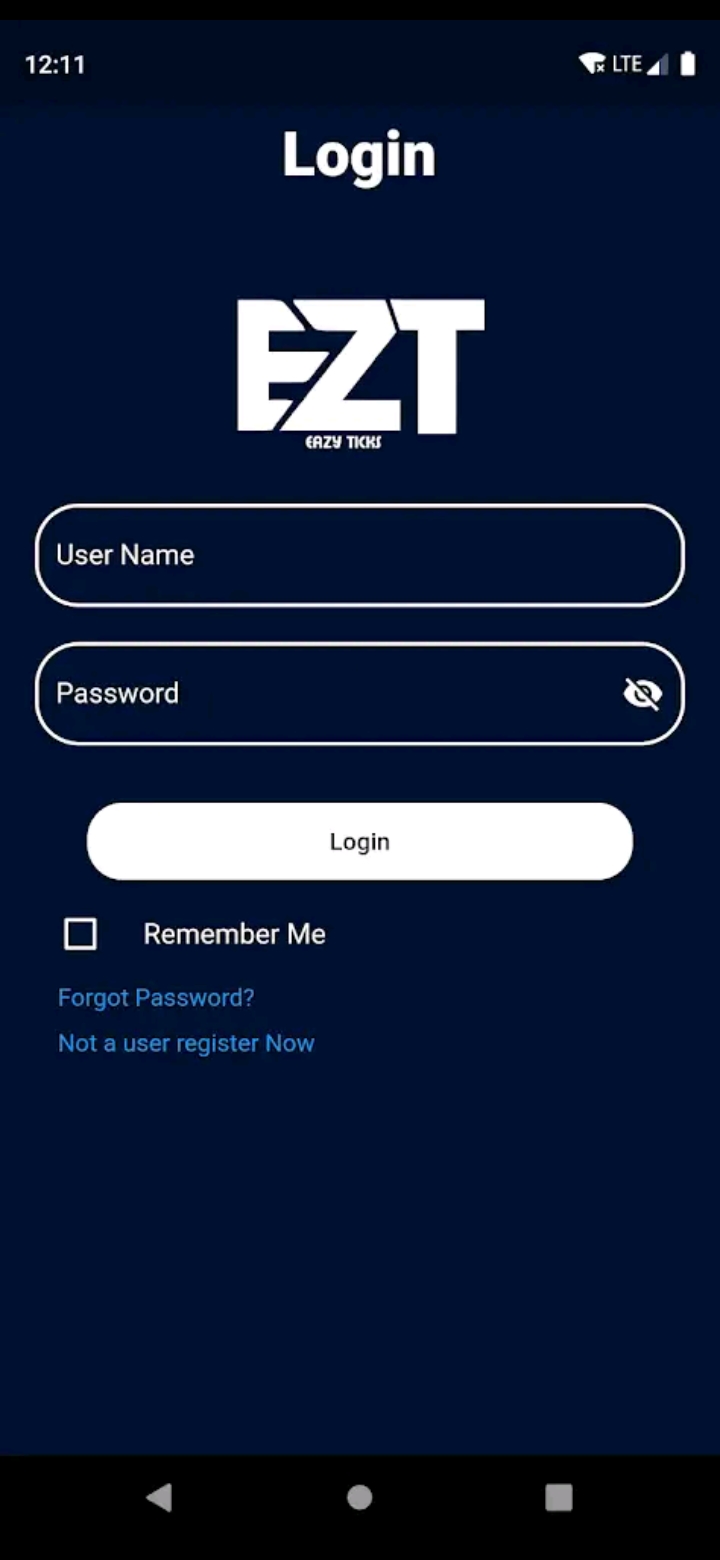 12:11 LTE
Login
EZT
EAZY TICKS
User Name
Password
Login
Remember Me
Forgot Password?
Not a user register Now